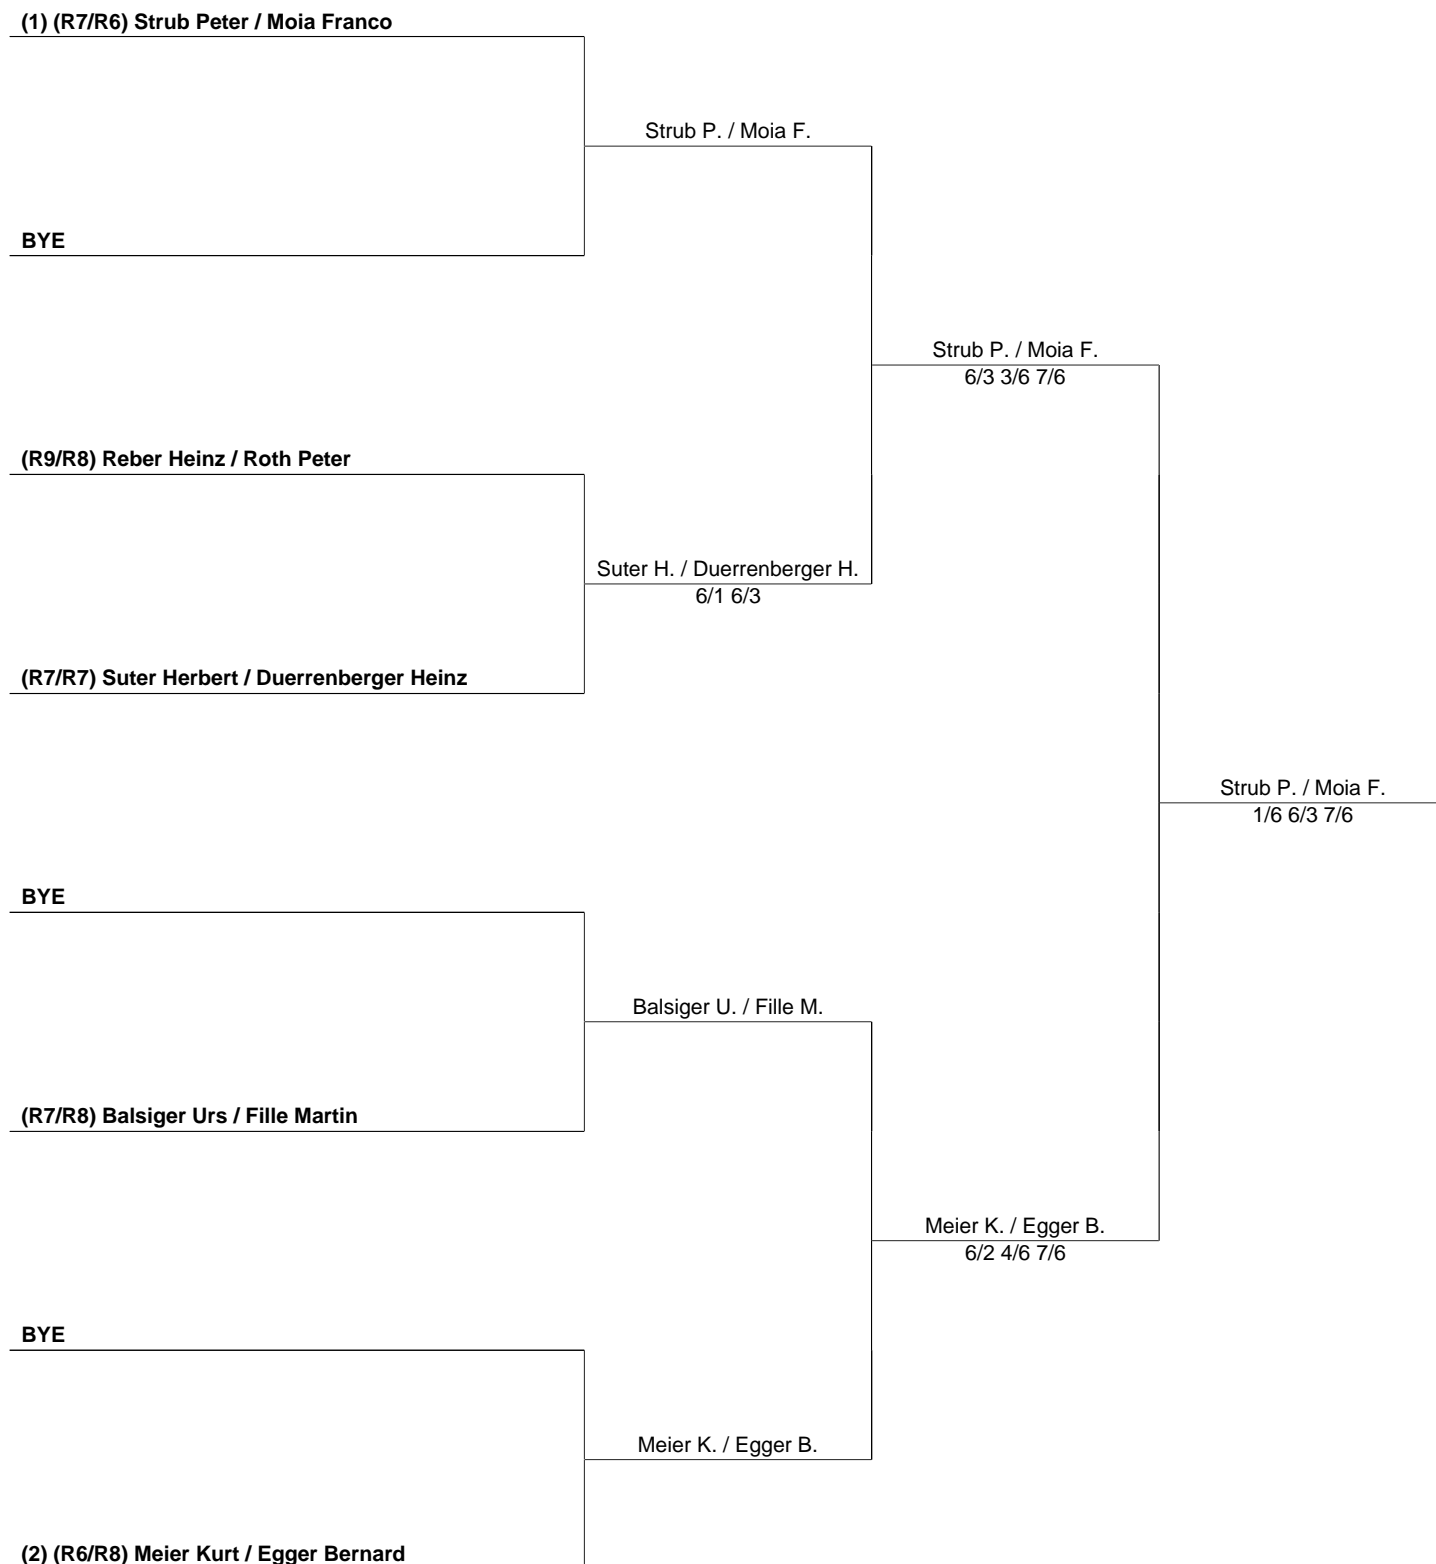 (1) (R7/R6) Strub Peter / Moia Franco
Strub P. / Moia F.
BYE
Strub P. / Moia F.
6/3 3/6 7/6
(R9/R8) Reber Heinz / Roth Peter
Suter H. / Duerrenberger H.
6/1 6/3
(R7/R7) Suter Herbert / Duerrenberger Heinz
Strub P. / Moia F.
1/6 6/3 7/6
BYE
Balsiger U. / Fille M.
(R7/R8) Balsiger Urs / Fille Martin
Meier K. / Egger B.
6/2 4/6 7/6
BYE
Meier K. / Egger B.
(2) (R6/R8) Meier Kurt / Egger Bernard